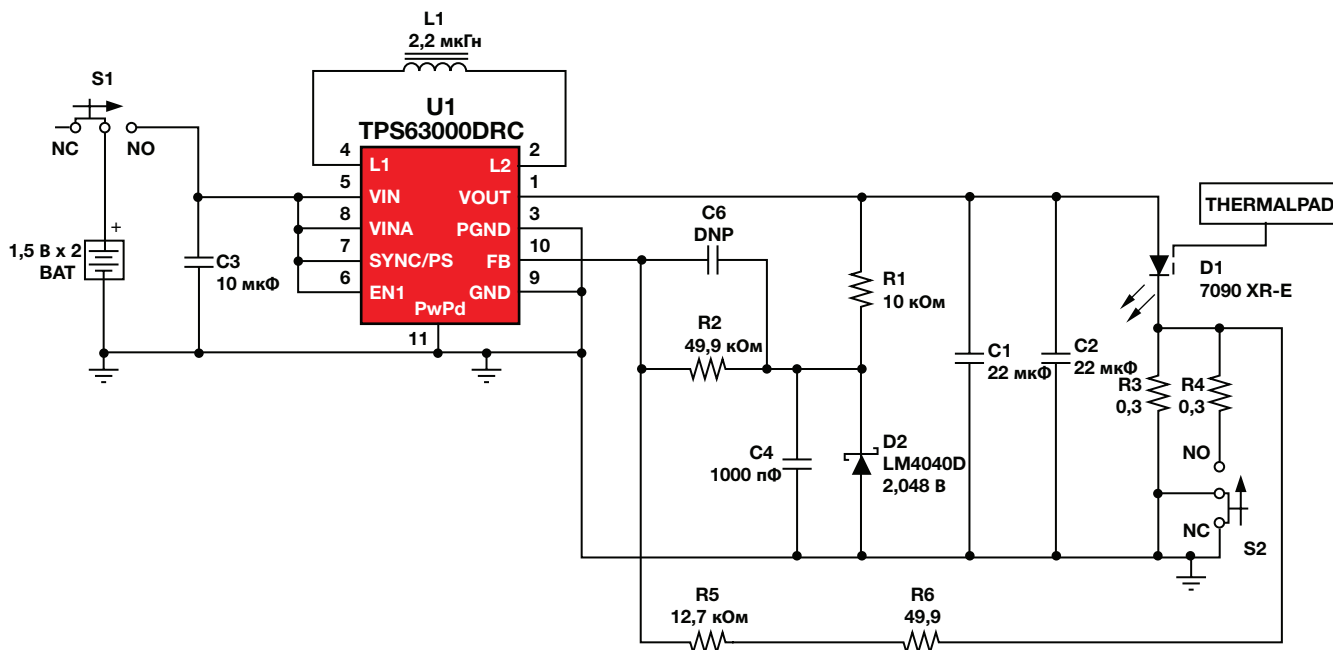 L1
2,2 мкГн
S1
NC
NO
1,5 В x 2
BAT
+
C3
10 мкФ
U1
TPS63000DRC
4
L1
5
VIN
8
VINA
7
SYNC/PS
6
EN1
L2
2
VOUT
1
PGND
3
FB
10
GND
9
PwPd
11
C6
DNP
R2
49,9 кОм
R1
10 кОм
C4
1000 пФ
D2
LM4040D
2,048 В
C1
22 мкФ
C2
22 мкФ
THERMALPAD
D1
7090 XR-E
R3
0,3
R4
0,3
NO
NC
S2
R5
12,7 кОм
R6
49,9